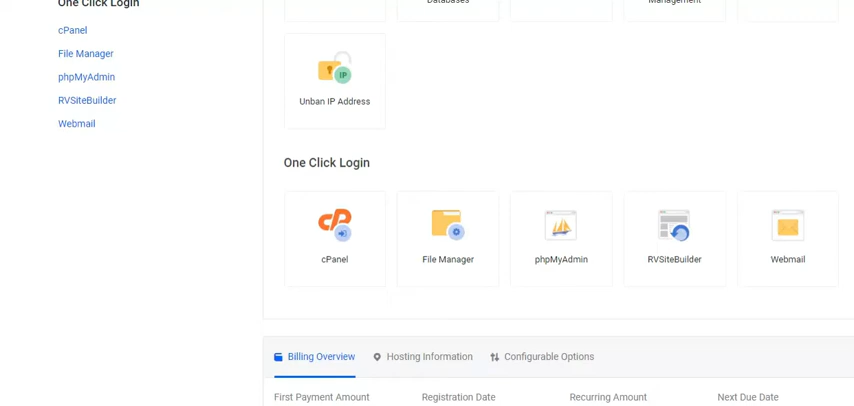 One Click Login
cPanel
File Manager
phpMyAdmin
RVSiteBuilder
Webmail
Databases
Management
IP
Unban IP Address
One Click Login
cP
cPanel
File Manager
phpMyAdmin
RVSiteBuilder
Webmail
Billing Overview
Hosting Information
Configurable Options
First Payment Amount
Registration Date
Recurring Amount
Next Due Date